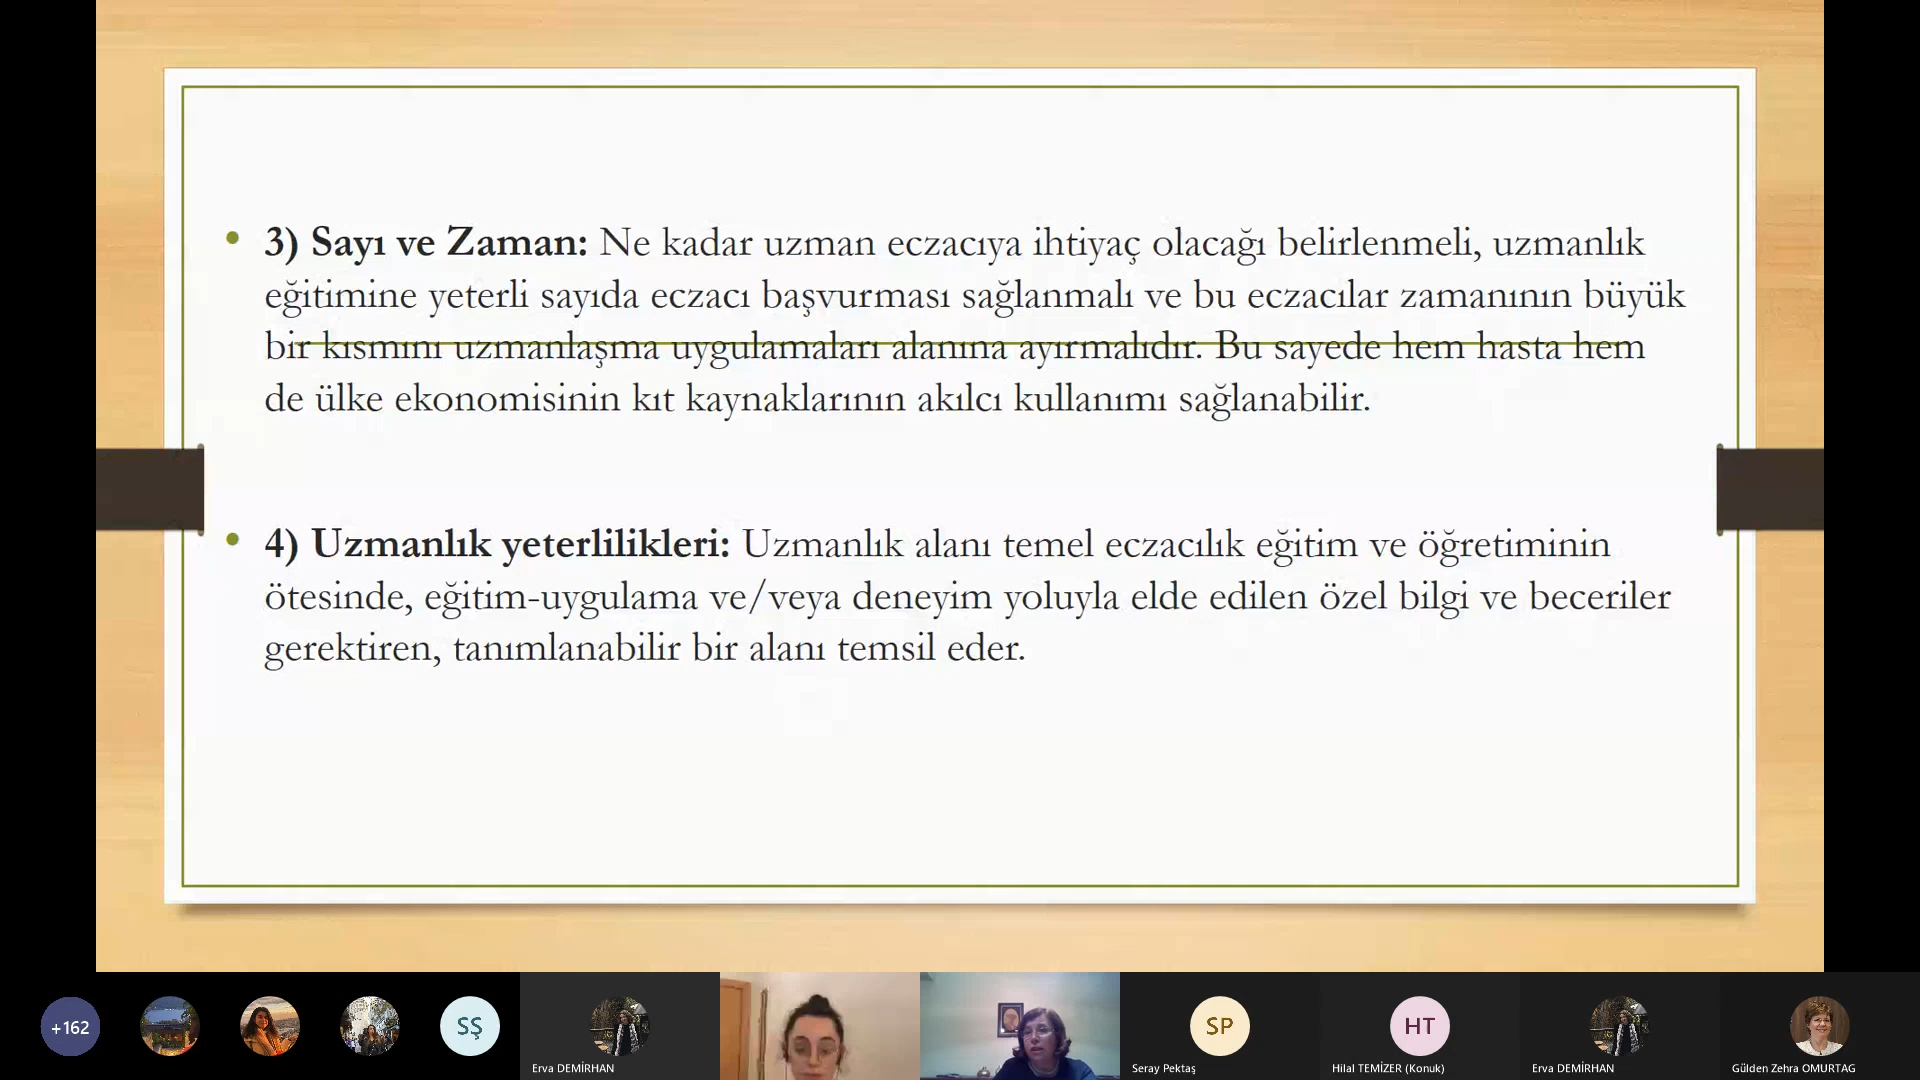 • 3) Sayı ve Zaman: Ne kadar uzman eczacıya ihtiyaç olacağı belirlenmeli, uzmanlık
eğitimine yeterli sayıda eczacı başvurması sağlanmalı ve bu eczacılar zamanının büyük
bir kısmını uzmanlaşma uygulamaları alanına ayırmalıdır. Bu sayede hem hasta hem
de ülke ekonomisinin kıt kaynaklarının akılcı kullanımı sağlanabilir.
• 4) Uzmanlık yeterlilikleri: Uzmanlık alanı temel eczacılık eğitim ve öğretiminin
ötesinde, eğitim-uygulama ve/veya deneyim yoluyla elde edilen özel bilgi ve beceriler
gerektiren, tanımlanabilir bir alanı temsil eder.
+162
SŞ
Erva DEMİRHAN
SP
Seray Pektaş
HT
Hilal TEMİZER (Konuk)
Erva DEMİRHAN
Gülden Zehra OMURTAG